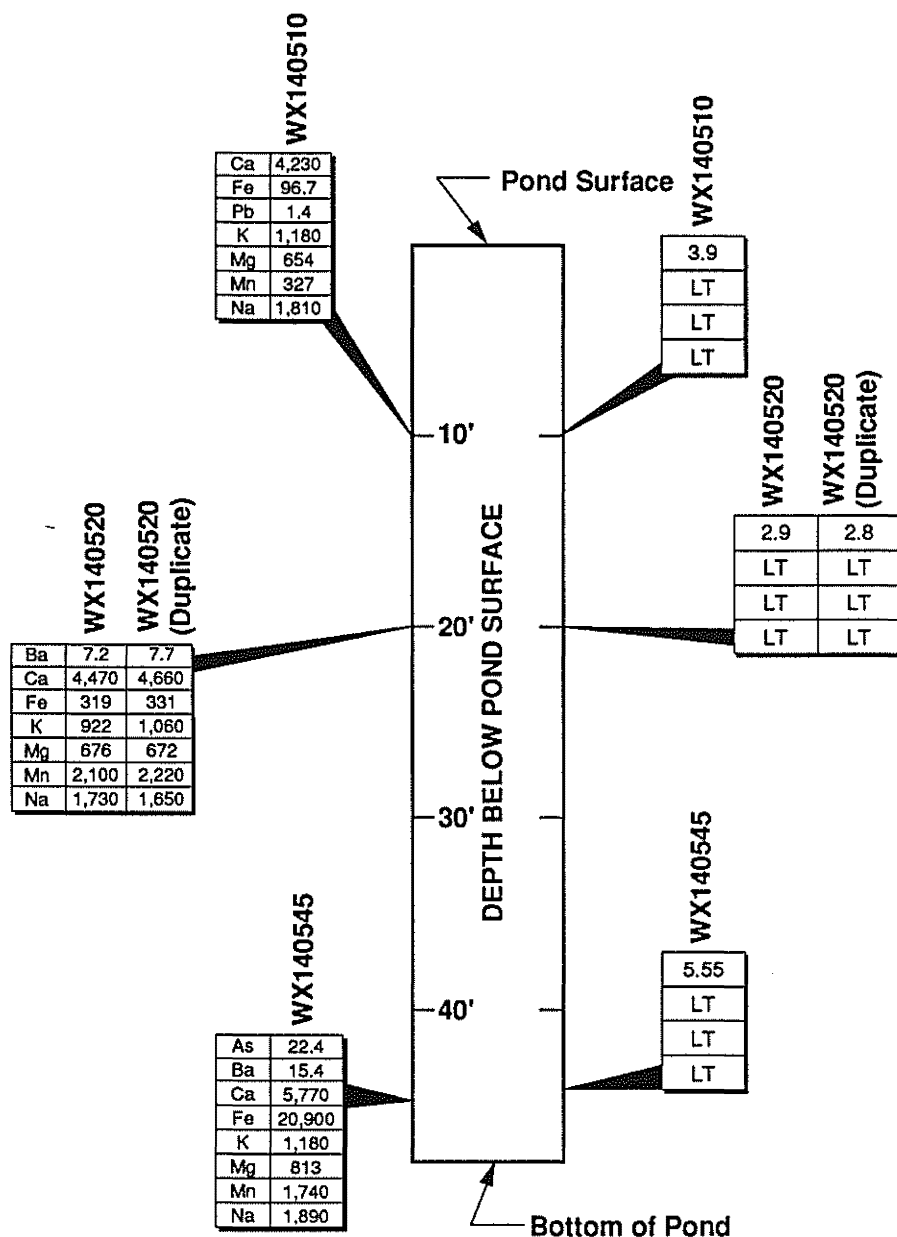 WX140510
Ca 4,230
Fe 96.7
Pb 1.4
K 1,180
Mg 654
Mn 327
Na 1,810
Pond Surface
WX140510
3.9
LT
LT
LT
10'
20'
30'
40'
DEPTH BELOW POND SURFACE
WX140520 WX140520
(Duplicate)
Ba 7.2 7.7
Ca 4,470 4,660
Fe 319 331
K 922 1,060
Mg 676 672
Mn 2,100 2,220
Na 1,730 1,650
WX140520 WX140520
(Duplicate)
2.9 2.8
LT LT
LT LT
LT LT
WX140545
As 22.4
Ba 15.4
Ca 5,770
Fe 20,900
K 1,180
Mg 813
Mn 1,740
Na 1,890
WX140545
5.55
LT
LT
LT
Bottom of Pond